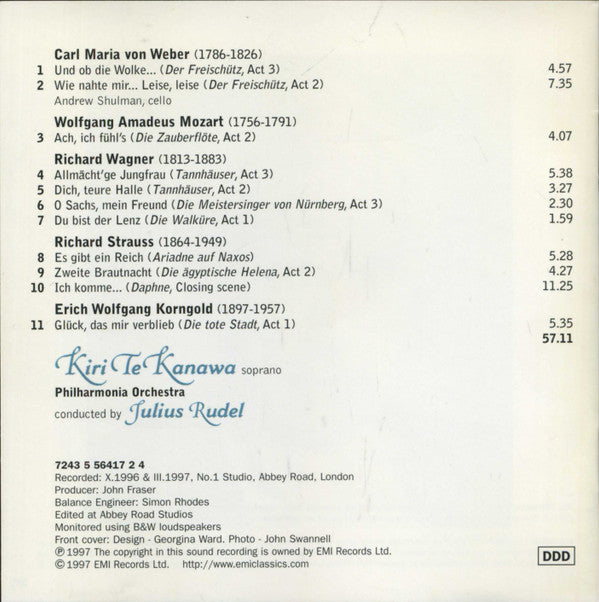 Carl Maria von Weber (1786-1826)
1 Und ob die Wolke... (Der Freischütz, Act 3) 4.57
2 Wie nahte mir... Leise, leise (Der Freischütz, Act 2) 7.35
Andrew Shulman, cello
Wolfgang Amadeus Mozart (1756-1791)
3 Ach, ich fühl's (Die Zauberflöte, Act 2) 4.07
Richard Wagner (1813-1883)
4 Allmächt'ge Jungfrau (Tannhäuser, Act 3) 5.38
5 Dich, teure Halle (Tannhäuser, Act 2) 3.27
6 O Sachs, mein Freund (Die Meistersinger von Nürnberg, Act 3) 2.30
7 Du bist der Lenz (Die Walküre, Act 1) 1.59
Richard Strauss (1864-1949)
8 Es gibt ein Reich (Ariadne auf Naxos) 5.28
9 Zweite Brautnacht (Die ägyptische Helena, Act 2) 4.27
10 Ich komme... (Daphne, Closing scene) 11.25
Erich Wolfgang Korngold (1897-1957)
11 Glück, das mir verblieb (Die tote Stadt, Act 1) 5.35
57.11
Kiri Te Kanawa soprano
Philharmonia Orchestra
conducted by Julius Rudel
7243 5 56417 2 4
Recorded: X.1996 & III.1997, No.1 Studio, Abbey Road, London
Producer: John Fraser
Balance Engineer: Simon Rhodes
Edited at Abbey Road Studios
Monitored using B&W loudspeakers
Front cover: Design - Georgina Ward. Photo - John Swannell
℗ 1997 The copyright in this sound recording is owned by EMI Records Ltd.
© 1997 EMI Records Ltd. http://www.emiclassics.com
DDD